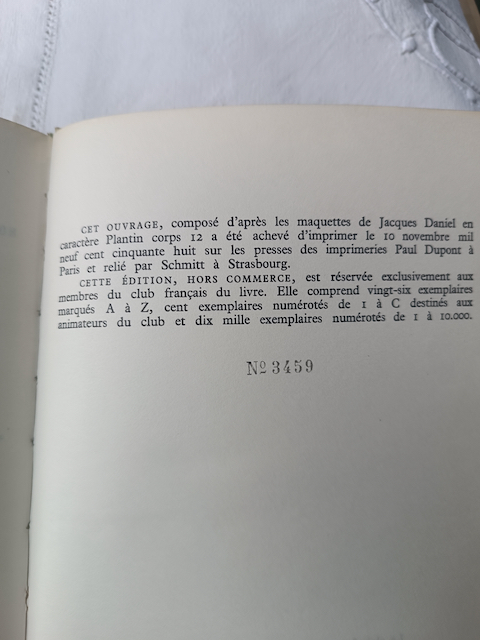 CET OUVRAGE, composé d'après les maquettes de Jacques Daniel en
caractère Plantin corps 12 a été achevé d'imprimer le 10 novembre mil
neuf cent cinquante huit sur les presses des imprimeries Paul Dupont à
Paris et relié par Schmitt à Strasbourg.
CETTE ÉDITION, HORS COMMERCE, est réservée exclusivement aux
membres du club français du livre. Elle comprend vingt-six exemplaires
marqués A à Z, cent exemplaires numérotés de 1 à C destinés aux
animateurs du club et dix mille exemplaires numérotés de 1 à 10.000.
Nº 3459